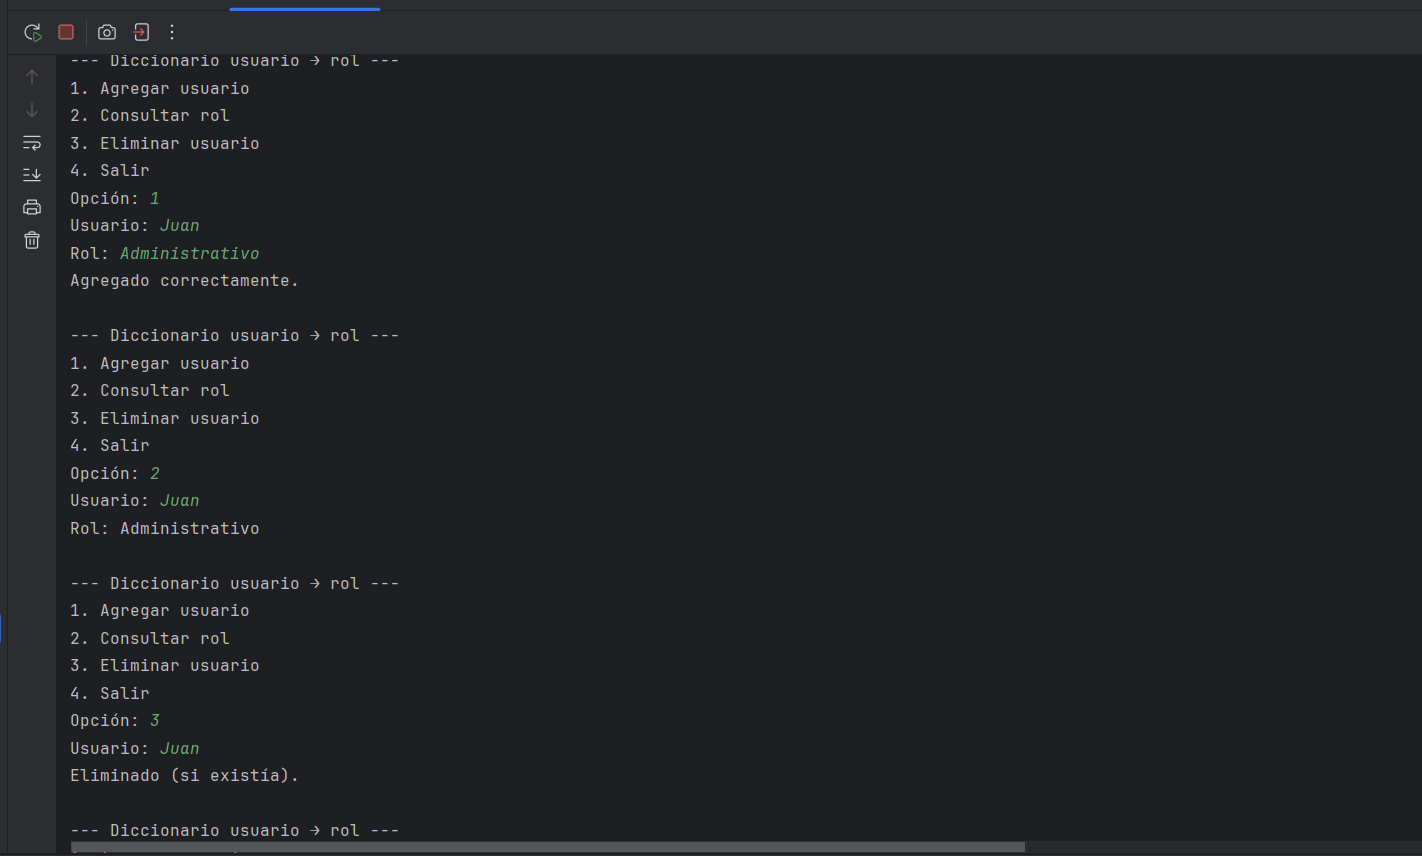 --- Diccionario usuario → rol ---
1. Agregar usuario
2. Consultar rol
3. Eliminar usuario
4. Salir
Opción: 1
Usuario: Juan
Rol: Administrativo
Agregado correctamente.
--- Diccionario usuario → rol ---
1. Agregar usuario
2. Consultar rol
3. Eliminar usuario
4. Salir
Opción: 2
Usuario: Juan
Rol: Administrativo
--- Diccionario usuario → rol ---
1. Agregar usuario
2. Consultar rol
3. Eliminar usuario
4. Salir
Opción: 3
Usuario: Juan
Eliminado (si existía).
--- Diccionario usuario → rol ---